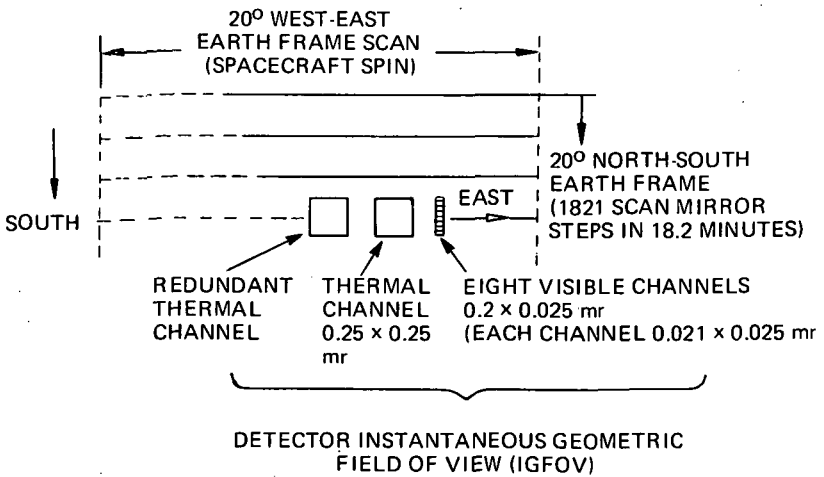 20° WEST-EAST
EARTH FRAME SCAN
(SPACECRAFT SPIN)
20° NORTH-SOUTH
EARTH FRAME
(1821 SCAN MIRROR
STEPS IN 18.2 MINUTES)
EAST
SOUTH
REDUNDANT
THERMAL
CHANNEL
THERMAL
CHANNEL
0.25 × 0.25
mr
EIGHT VISIBLE CHANNELS
0.2 × 0.025 mr
(EACH CHANNEL 0.021 × 0.025 mr
DETECTOR INSTANTANEOUS GEOMETRIC
FIELD OF VIEW (IGFOV)